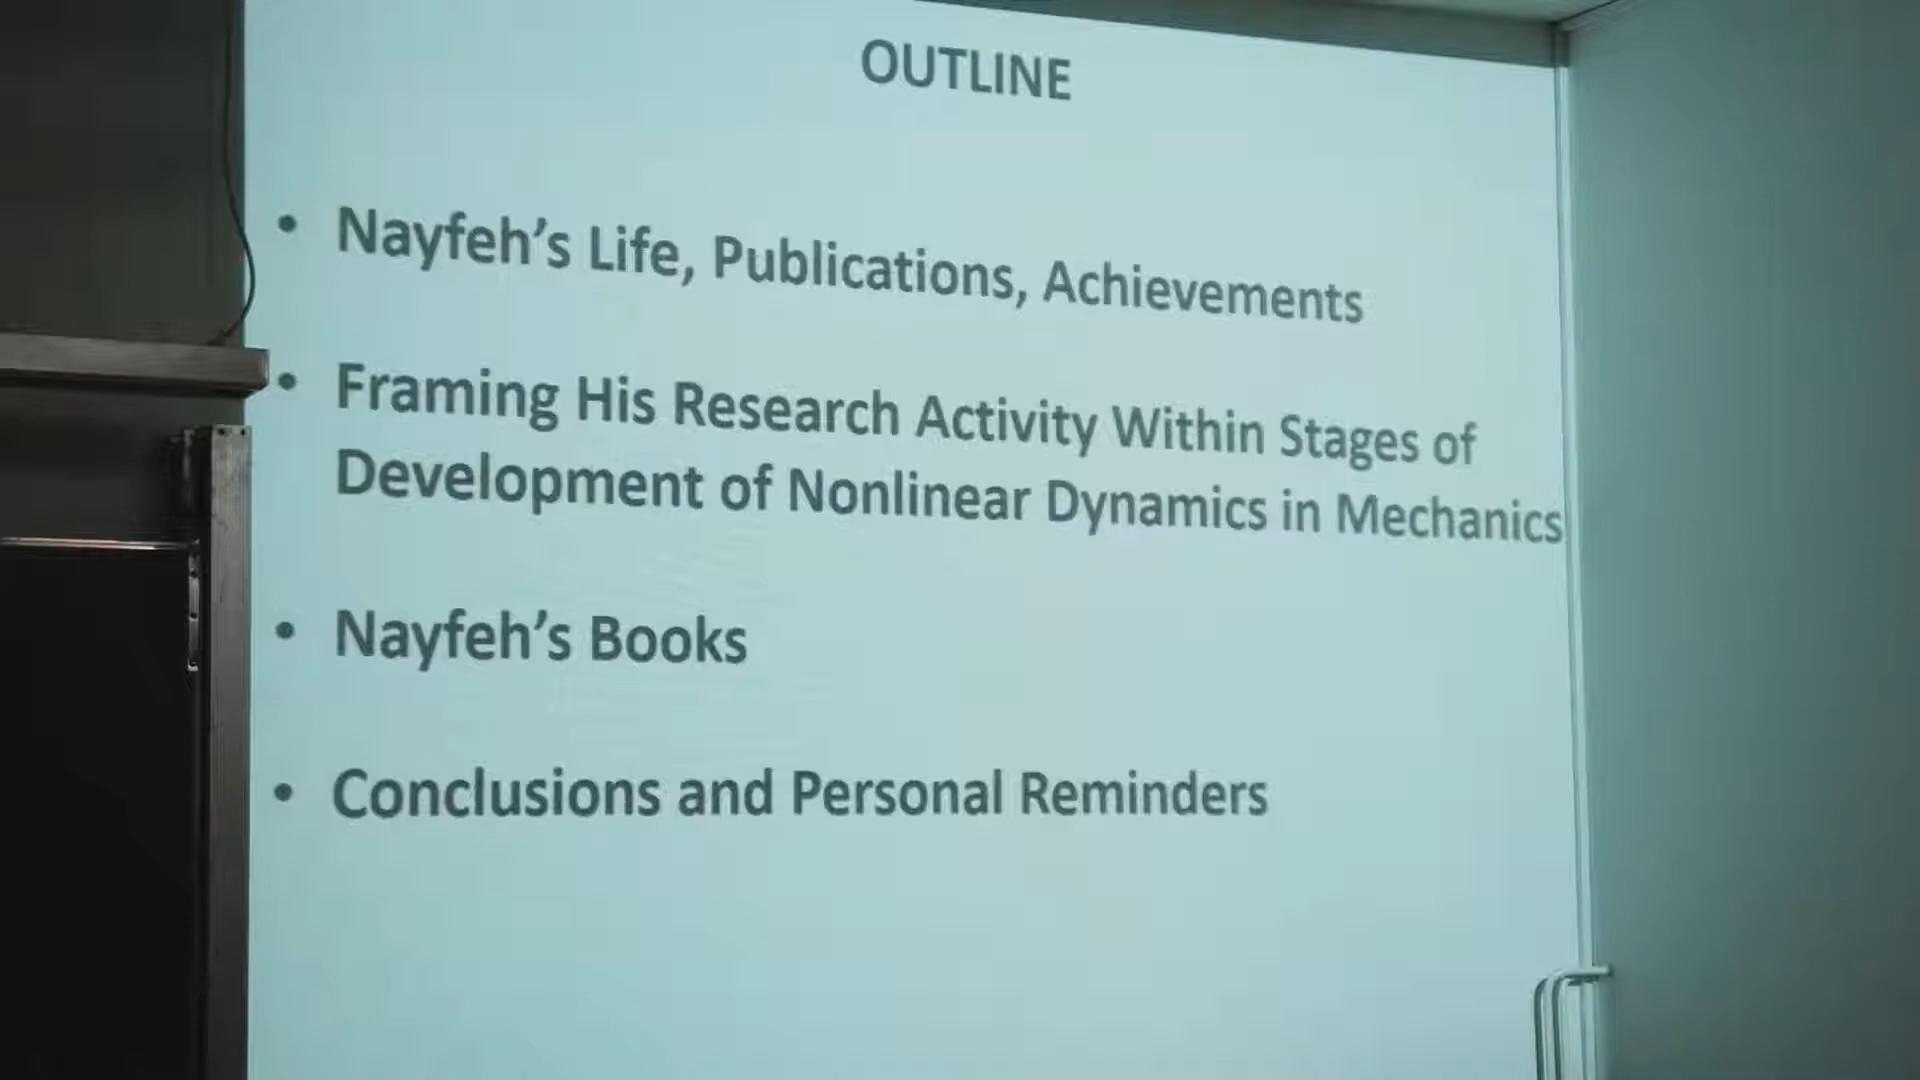 OUTLINE
• Nayfeh's Life, Publications, Achievements
• Framing His Research Activity Within Stages of
Development of Nonlinear Dynamics in Mechanics
• Nayfeh's Books
• Conclusions and Personal Reminders